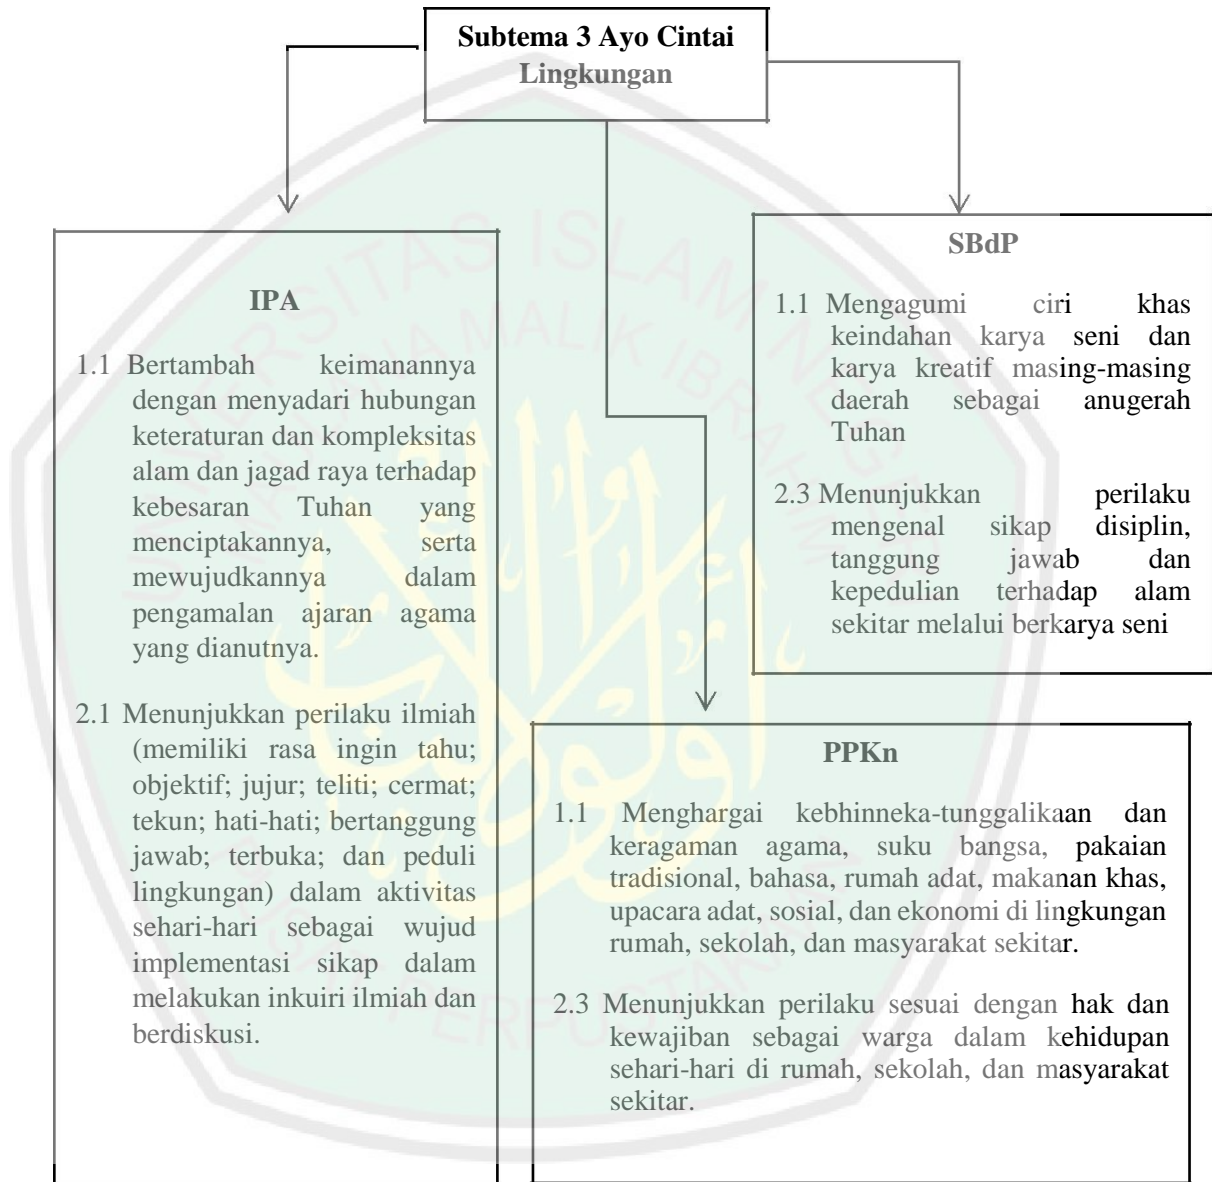 Subtema 3 Ayo Cintai
Lingkungan
IPA
1.1 Bertambah keimanannya
dengan menyadari hubungan
keteraturan dan kompleksitas
alam dan jagad raya terhadap
kebesaran Tuhan yang
menciptakannya, serta
mewujudkannya dalam
pengamalan ajaran agama
yang dianutnya.
2.1 Menunjukkan perilaku ilmiah
(memiliki rasa ingin tahu;
objektif; jujur; teliti; cermat;
tekun; hati-hati; bertanggung
jawab; terbuka; dan peduli
lingkungan) dalam aktivitas
sehari-hari sebagai wujud
implementasi sikap dalam
melakukan inkuiri ilmiah dan
berdiskusi.
SBdP
1.1 Mengagumi ciri khas
keindahan karya seni dan
karya kreatif masing-masing
daerah sebagai anugerah
Tuhan
2.3 Menunjukkan perilaku
mengenal sikap disiplin,
tanggung jawab dan
kepedulian terhadap alam
sekitar melalui berkarya seni
PPKn
1.1 Menghargai kebhinneka-tunggalikaan dan
keragaman agama, suku bangsa, pakaian
tradisional, bahasa, rumah adat, makanan khas,
upacara adat, sosial, dan ekonomi di lingkungan
rumah, sekolah, dan masyarakat sekitar.
2.3 Menunjukkan perilaku sesuai dengan hak dan
kewajiban sebagai warga dalam kehidupan
sehari-hari di rumah, sekolah, dan masyarakat
sekitar.
UNIVERSITAS ISLAM NEGERI
MAULANA MALIK IBRAHIM
PUSAT PERPUSTAKAAN